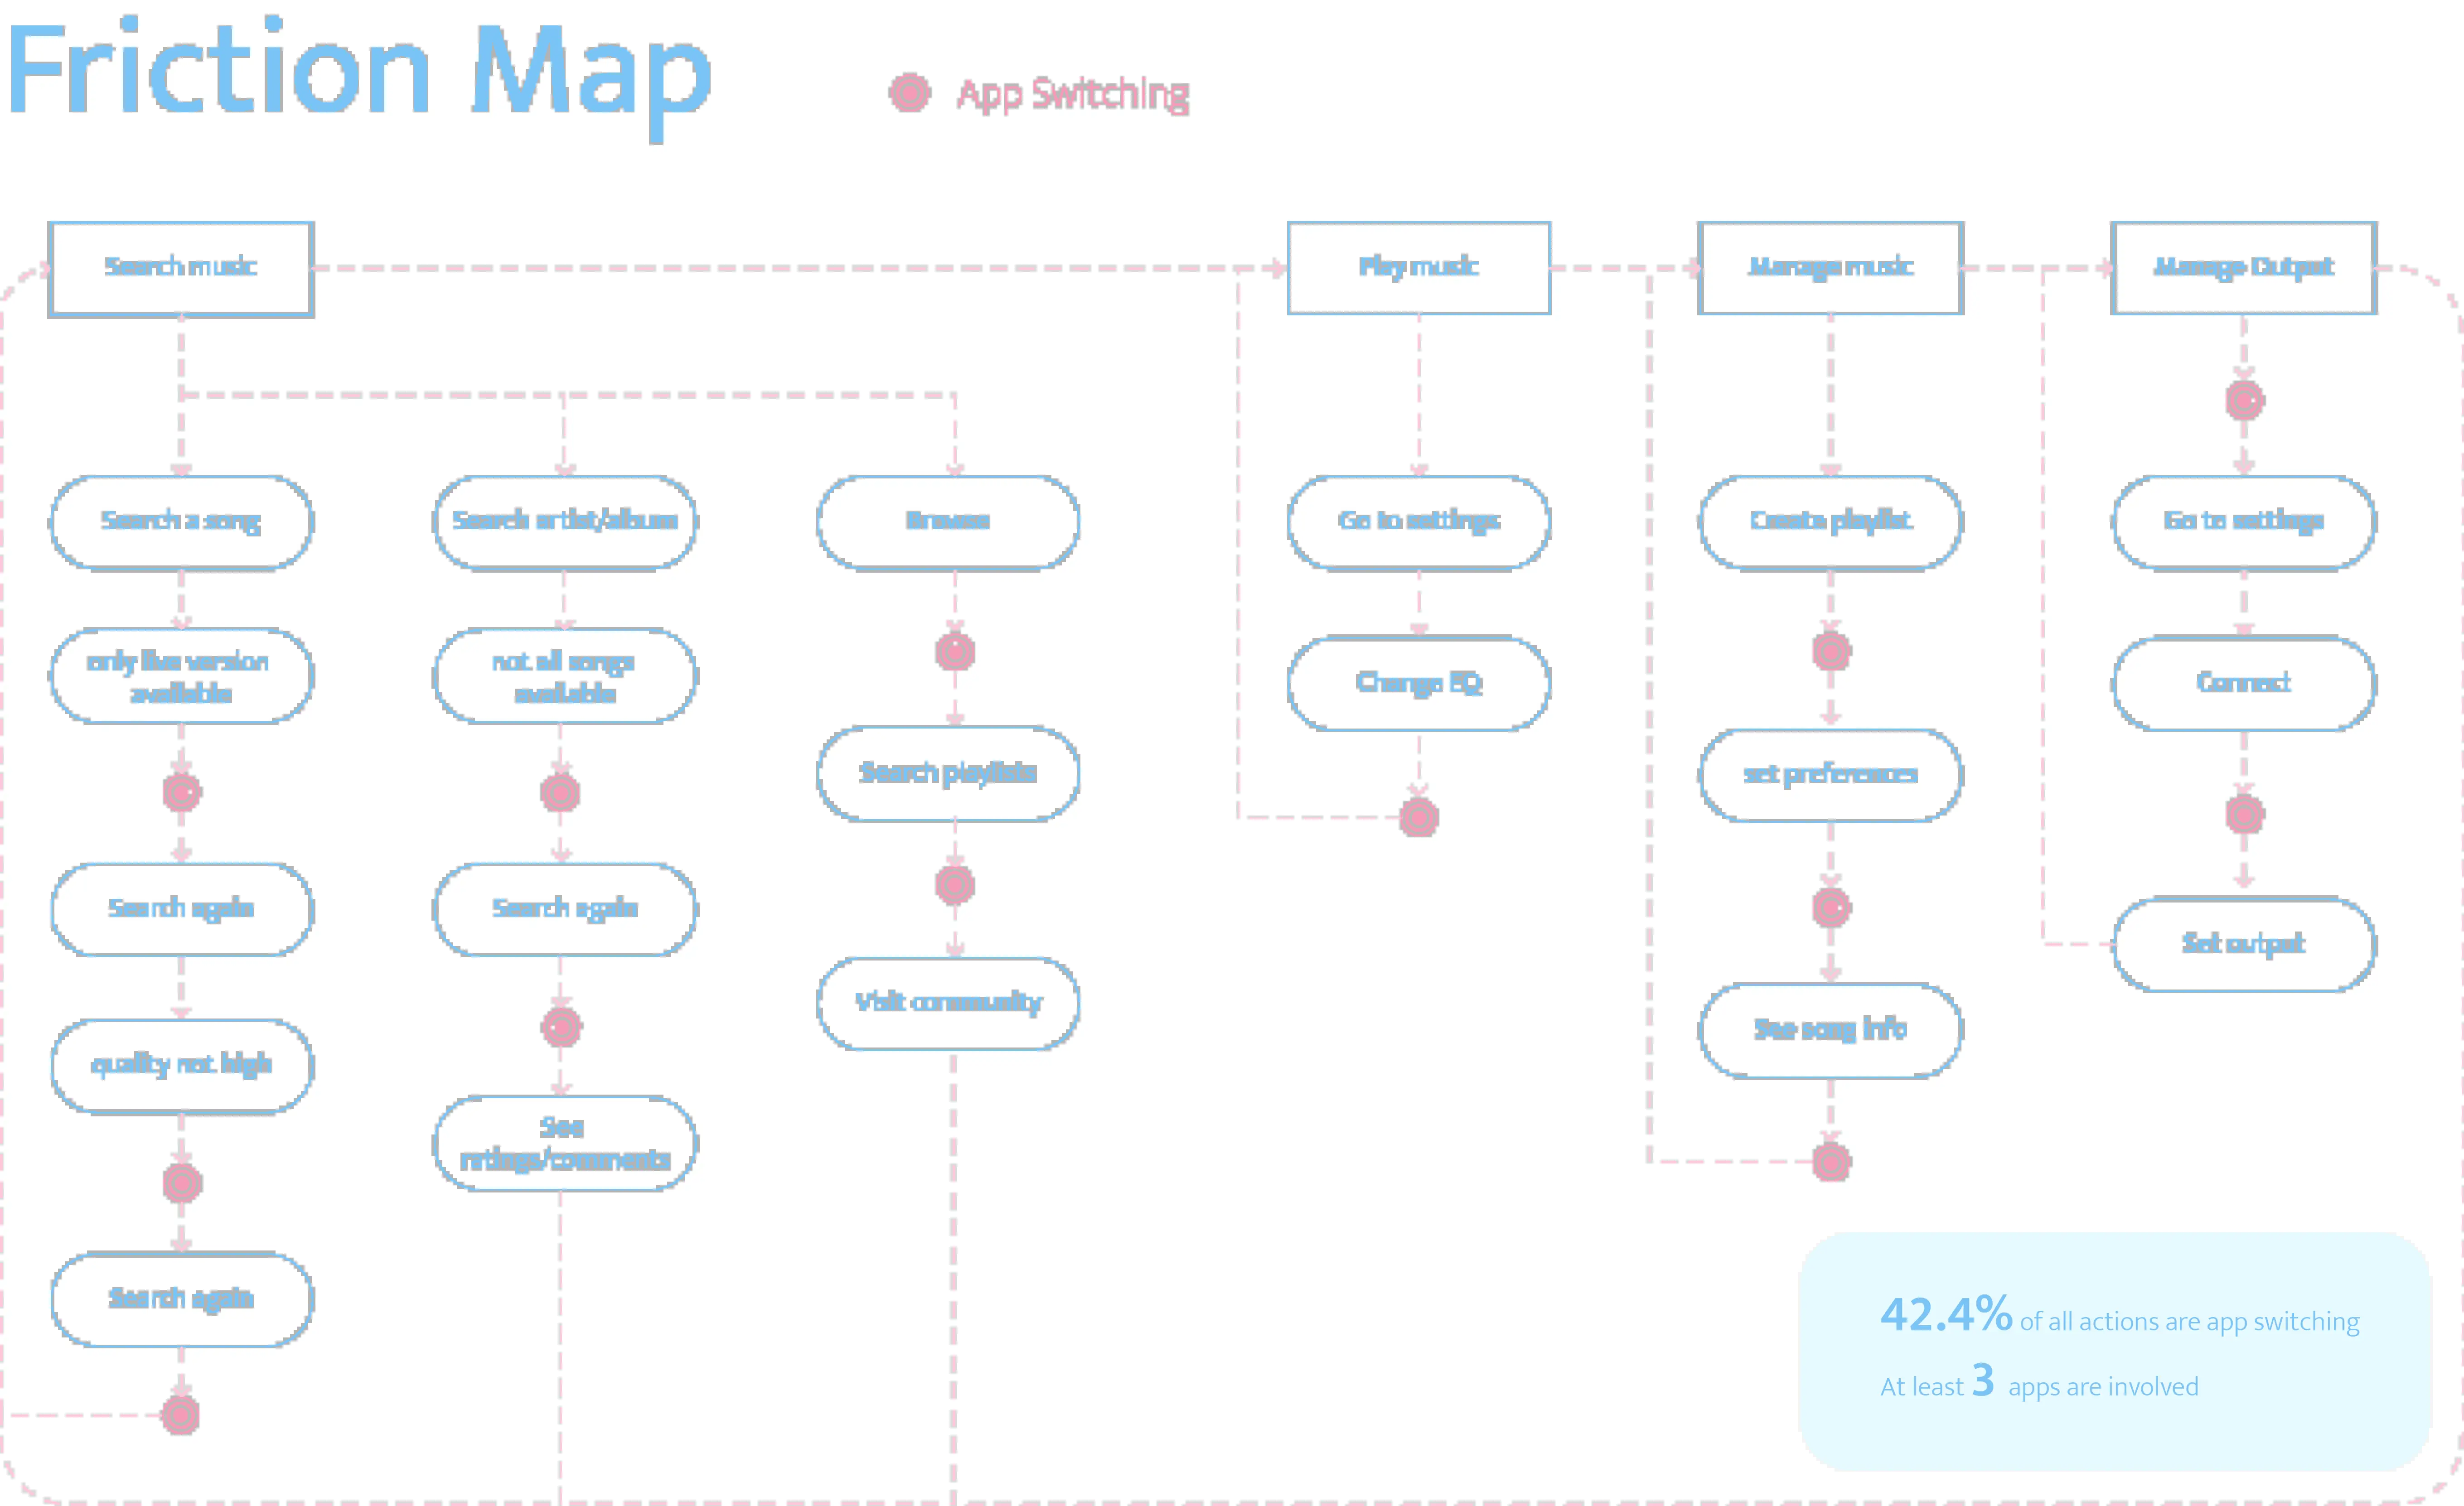 Friction Map
App Switching
Search music
Play music
Manage music
Manage Output
Search a song
Search artist/album
Browse
Go to settings
Create playlist
Go to settings
only live version
available
not all songs
available
Change EQ
Connect
Search playlists
set preferences
Search again
Search again
Set output
Visit community
See song info
quality not high
See
ratings/comments
Search again
42.4% of all actions are app switching
At least 3 apps are involved